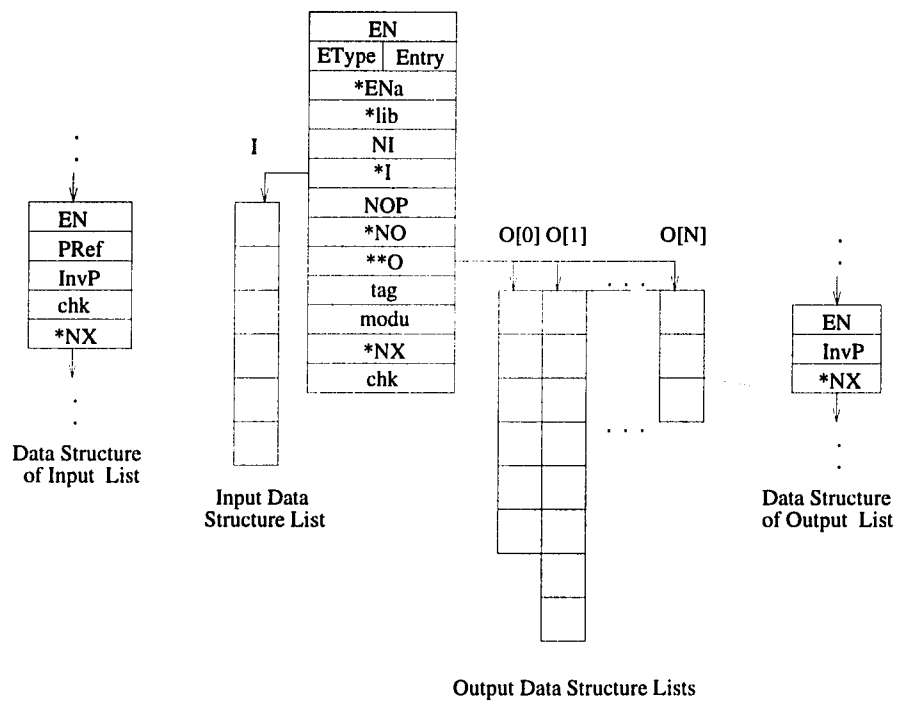 EN
EType Entry
*ENa
*lib
NI
*I
NOP
*NO
**O
tag
modu
*NX
chk
I
EN
PRef
InvP
chk
*NX
Data Structure
of Input List
Input Data
Structure List
O[0] O[1] O[N]
. . .
. . .
EN
InvP
*NX
Data Structure
of Output List
Output Data Structure Lists